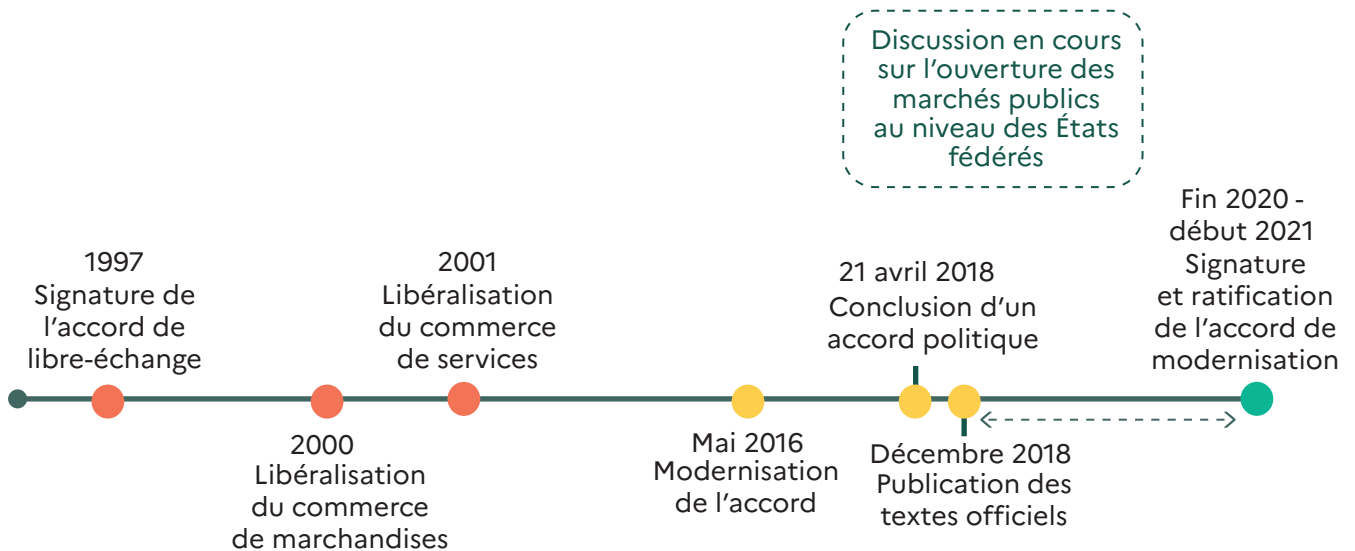 Discussion en cours
sur l’ouverture des
marchés publics
au niveau des États
fédérés
1997
Signature de
l’accord de
libre-échange
2000
Libéralisation
du commerce
de marchandises
2001
Libéralisation
du commerce
de services
Mai 2016
Modernisation
de l’accord
21 avril 2018
Conclusion d’un
accord politique
Décembre 2018
Publication des
textes officiels
Fin 2020 -
début 2021
Signature
et ratification
de l’accord de
modernisation